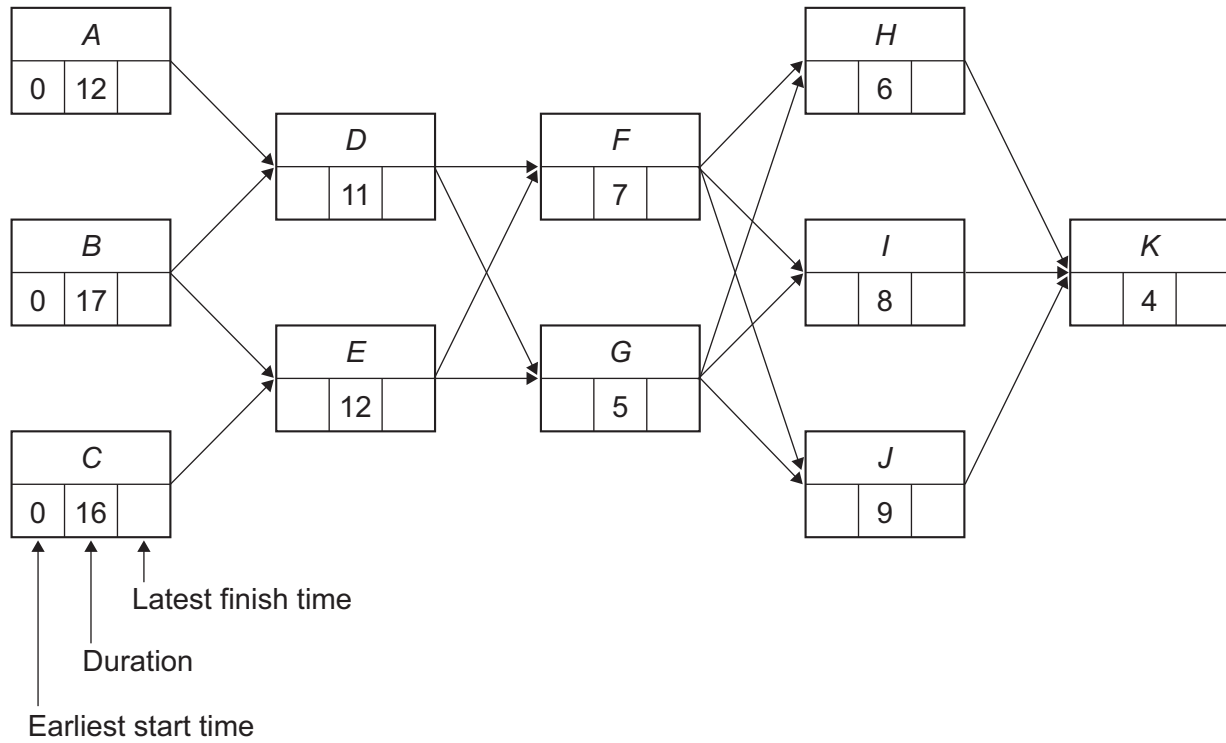 A
0 12
H
6
D
11
F
7
B
0 17
I
8
K
4
E
12
G
5
C
0 16
J
9
Latest finish time
Duration
Earliest start time